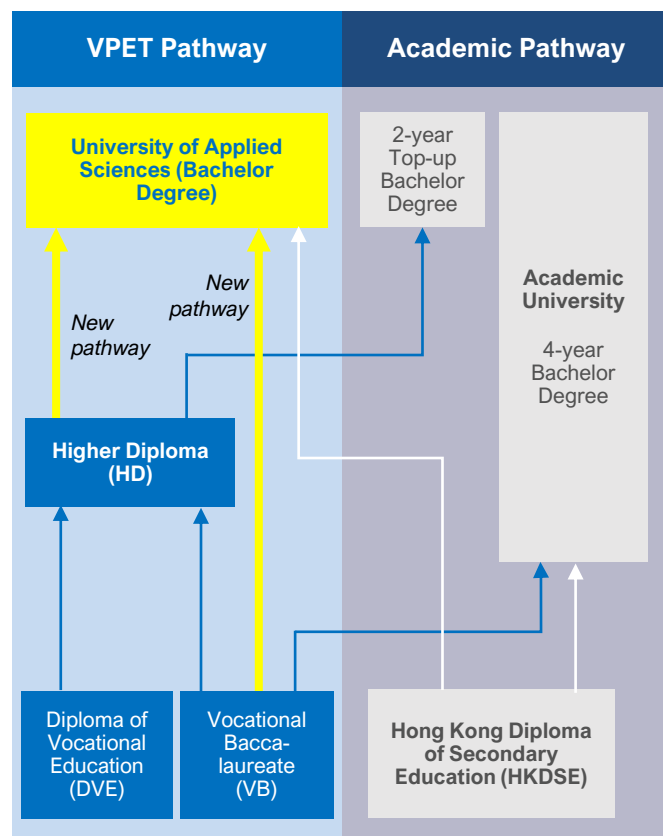 VPET Pathway
Academic Pathway
University of Applied
Sciences (Bachelor
Degree)
2-year
Top-up
Bachelor
Degree
Academic
University
4-year
Bachelor
Degree
New
pathway
New
pathway
Higher Diploma
(HD)
Diploma of
Vocational
Education
(DVE)
Vocational
Bacca-
laureate
(VB)
Hong Kong Diploma
of Secondary
Education (HKDSE)